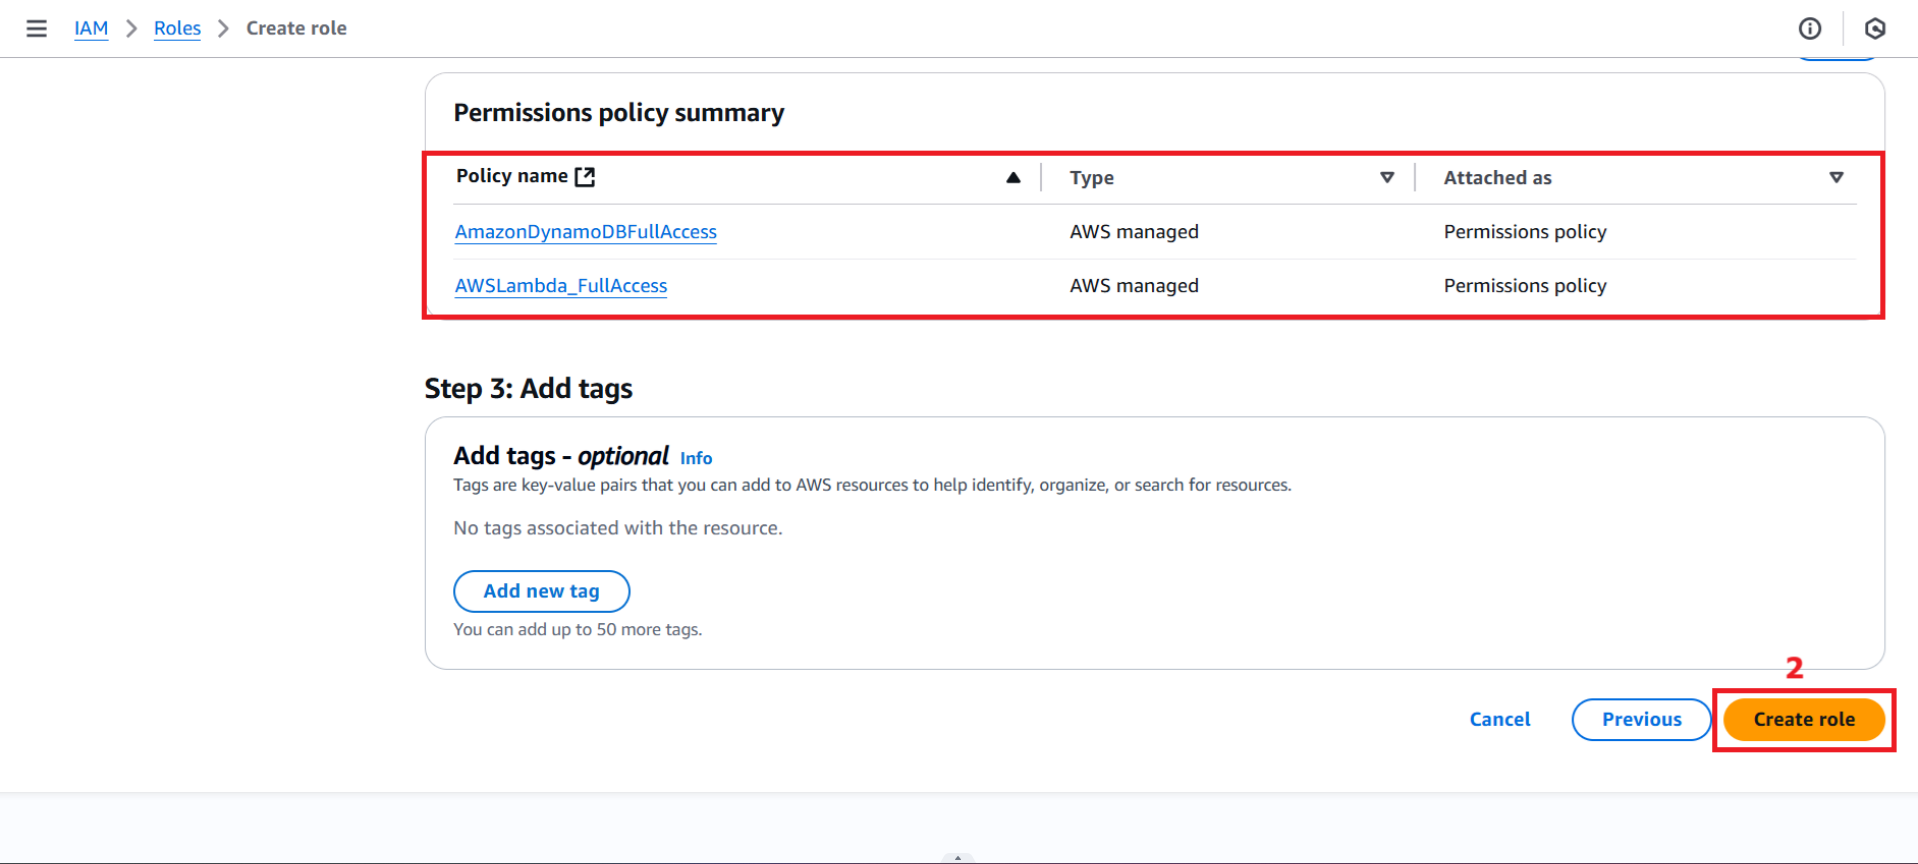 IAM > Roles > Create role
Permissions policy summary
Policy name Type Attached as
AmazonDynamoDBFullAccess AWS managed Permissions policy
AWSLambda_FullAccess AWS managed Permissions policy
Step 3: Add tags
Add tags - optional Info
Tags are key-value pairs that you can add to AWS resources to help identify, organize, or search for resources.
No tags associated with the resource.
Add new tag
You can add up to 50 more tags.
2
Cancel Previous Create role